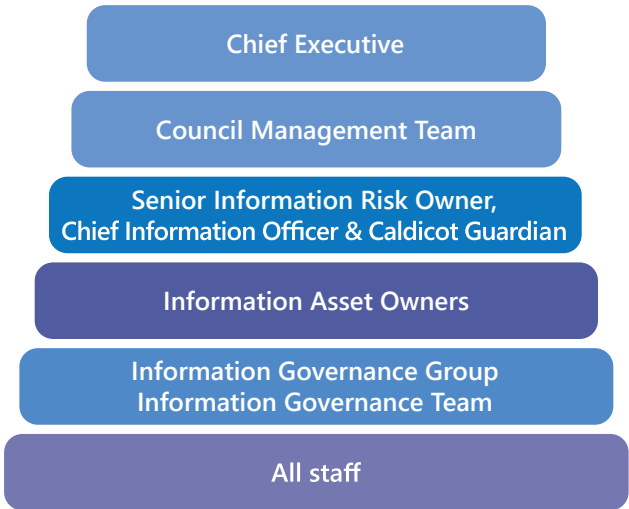 Chief Executive
Council Management Team
Senior Information Risk Owner,
Chief Information Officer & Caldicot Guardian
Information Asset Owners
Information Governance Group
Information Governance Team
All staff